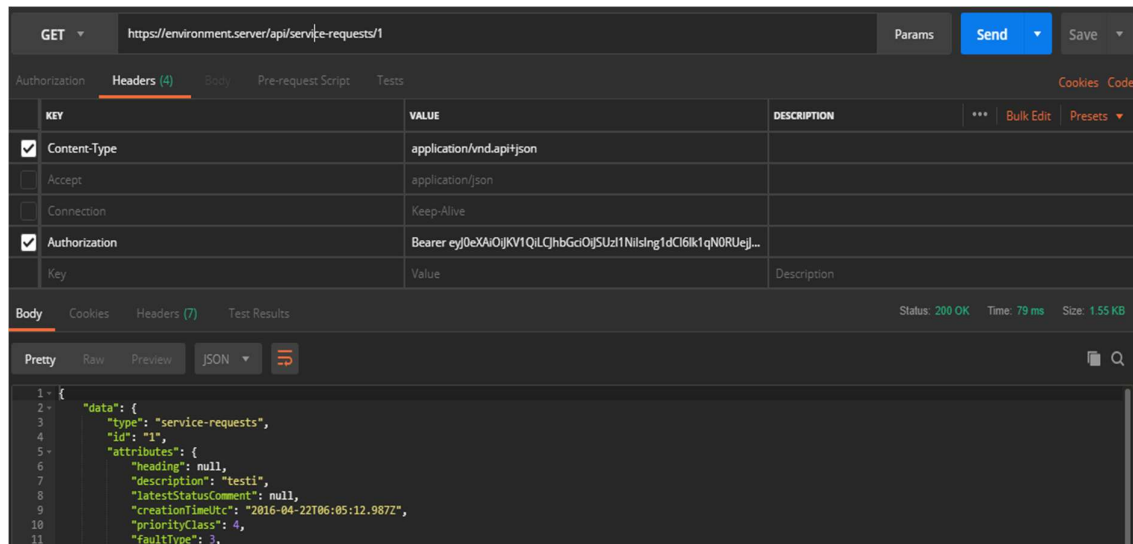 GET https://environment.server/api/service-requests/1 Params Send Save
Authorization Headers (4) Body Pre-request Script Tests Cookies Code
KEY VALUE DESCRIPTION ••• Bulk Edit Presets
Content-Type application/vnd.api+json
Accept application/json
Connection Keep-Alive
Authorization Bearer eyJ0eXAiOiJKV1QiLCJhbGciOiJSUzI1NiIsIng1dCI6Ik1qN0RUejJ...
Key Value Description
Body Cookies Headers (7) Test Results Status: 200 OK Time: 79 ms Size: 1.55 KB
Pretty Raw Preview JSON
1 {
2 "data": {
3 "type": "service-requests",
4 "id": "1",
5 "attributes": {
6 "heading": null,
7 "description": "testi",
8 "latestStatusComment": null,
9 "creationTimeUtc": "2016-04-22T06:05:12.987Z",
10 "priorityClass": 4,
11 "faultType": 3,